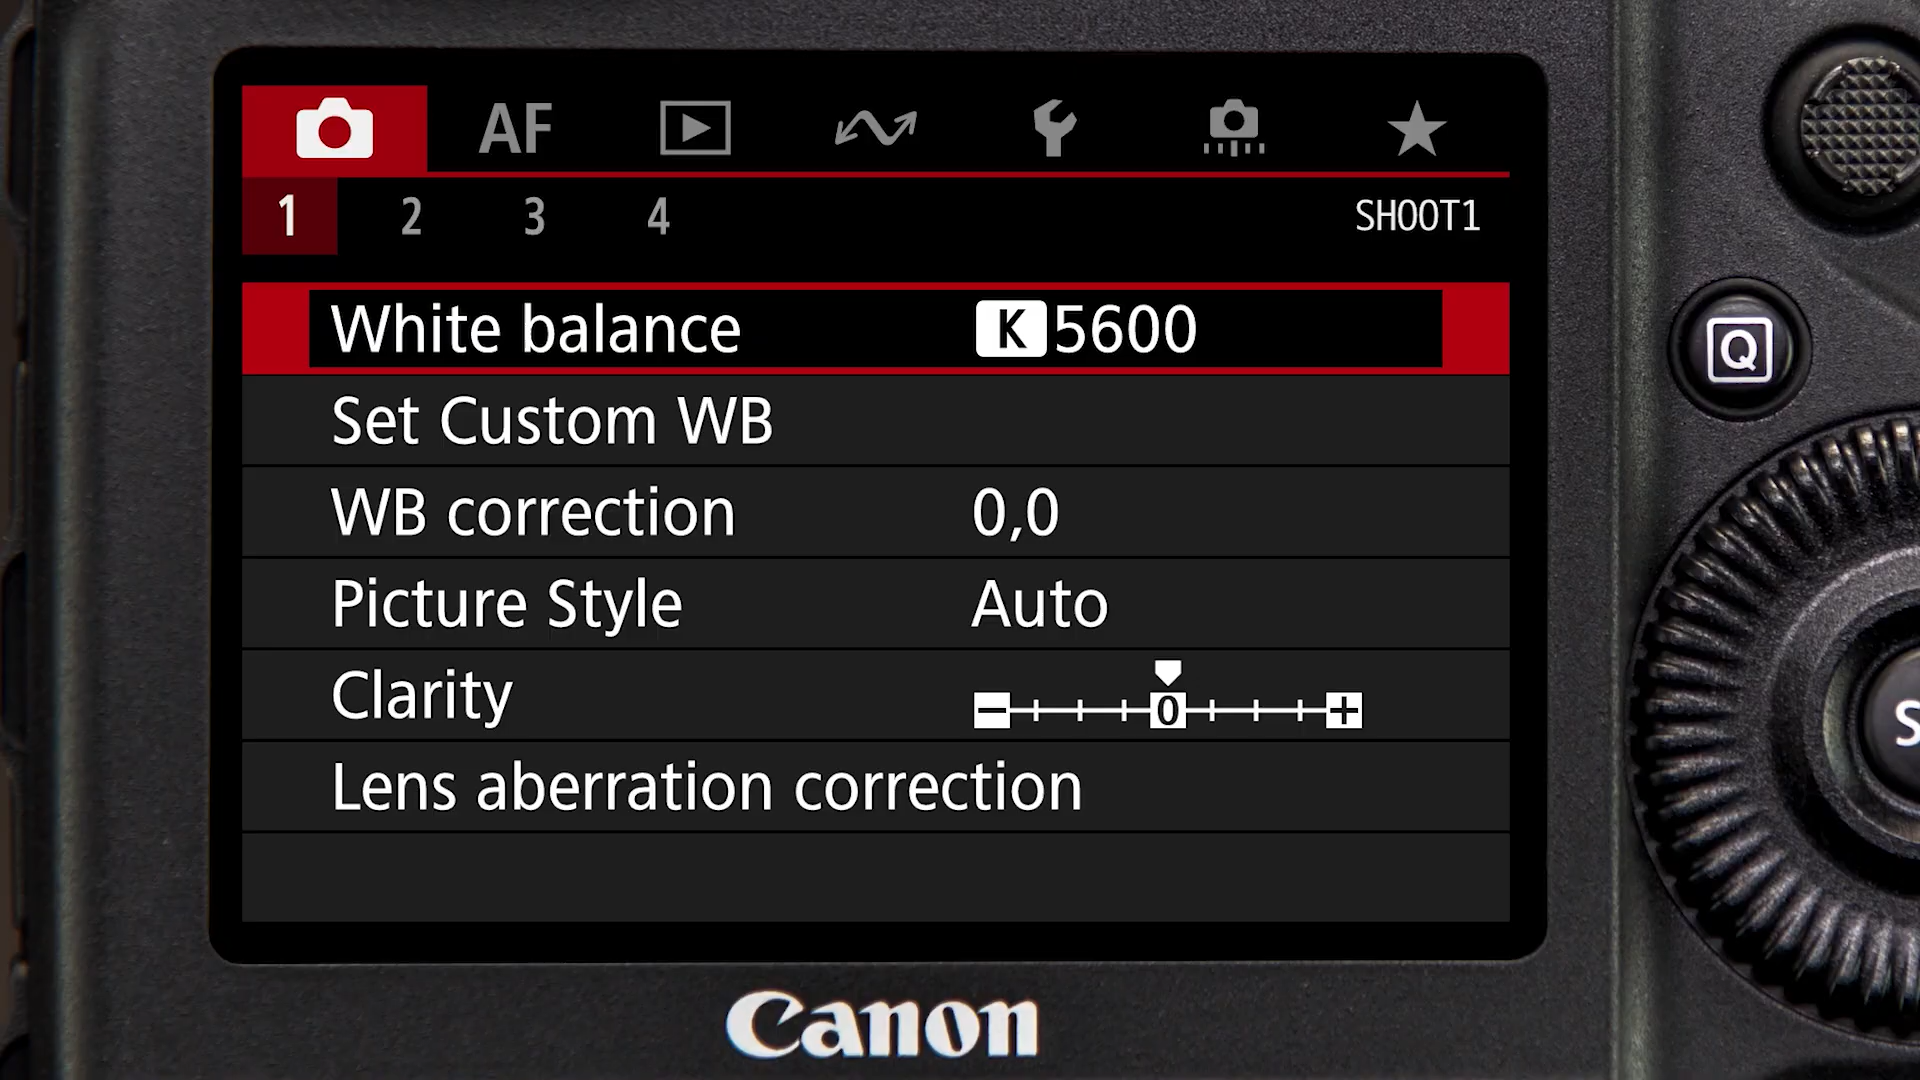 AF
1 2 3 4 SHOOT1
White balance K 5600
Set Custom WB
WB correction 0,0
Picture Style Auto
Clarity − 0 +
Lens aberration correction
Canon
Q